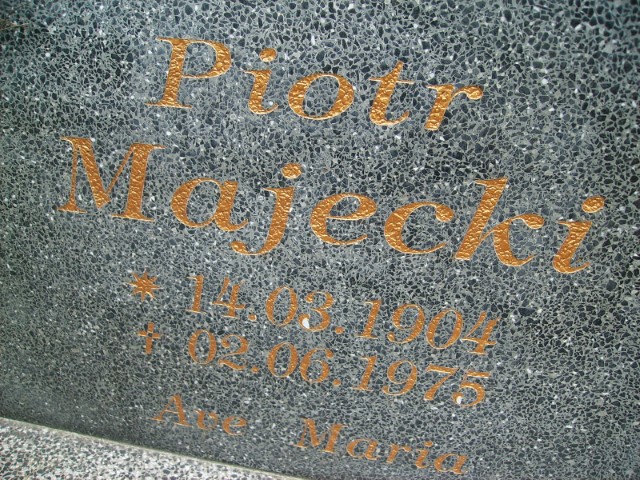 Piotr
Majecki
* 14.03.1904
✝ 02.06.1975
Ave Maria